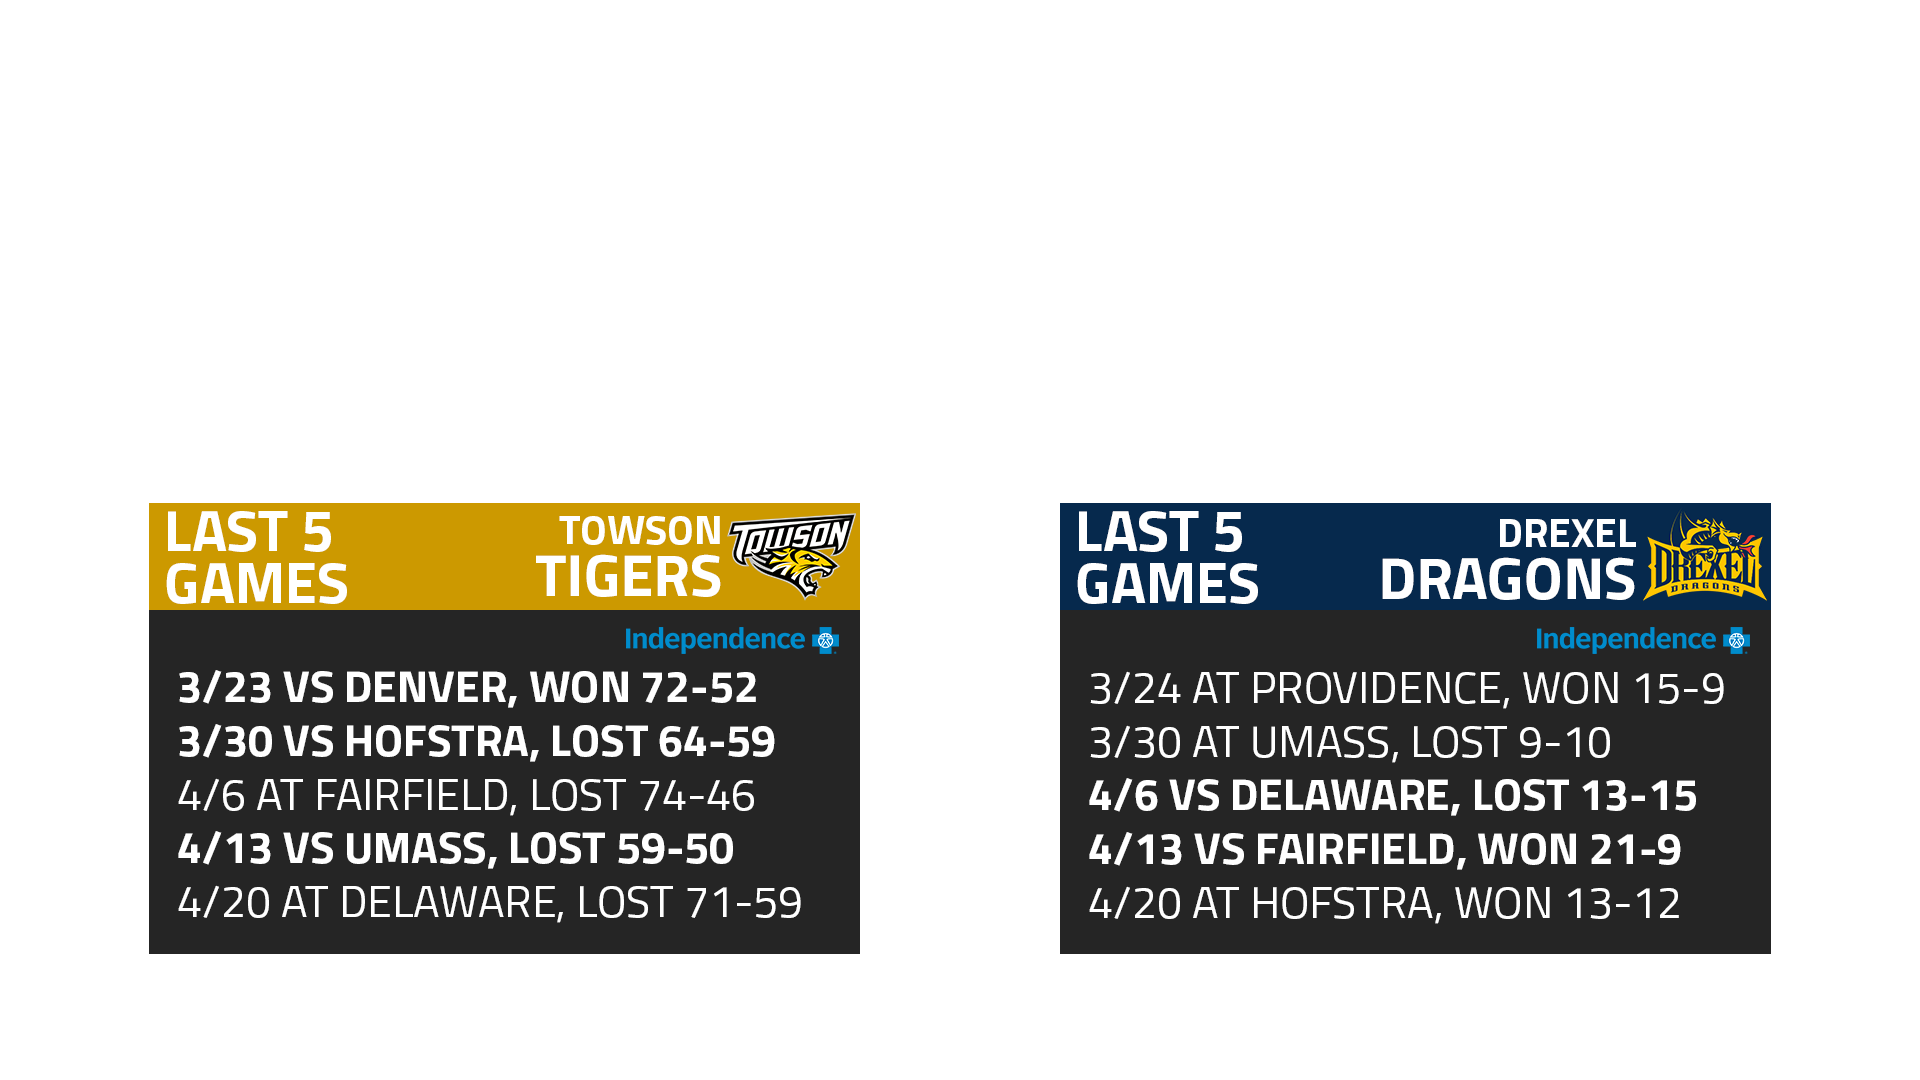 LAST 5
GAMES
TOWSON
TIGERS
TOWSON
Independence
3/23 VS DENVER, WON 72-52
3/30 VS HOFSTRA, LOST 64-59
4/6 AT FAIRFIELD, LOST 74-46
4/13 VS UMASS, LOST 59-50
4/20 AT DELAWARE, LOST 71-59
LAST 5
GAMES
DREXEL
DRAGONS
DREXEL
DRAGONS
Independence
3/24 AT PROVIDENCE, WON 15-9
3/30 AT UMASS, LOST 9-10
4/6 VS DELAWARE, LOST 13-15
4/13 VS FAIRFIELD, WON 21-9
4/20 AT HOFSTRA, WON 13-12